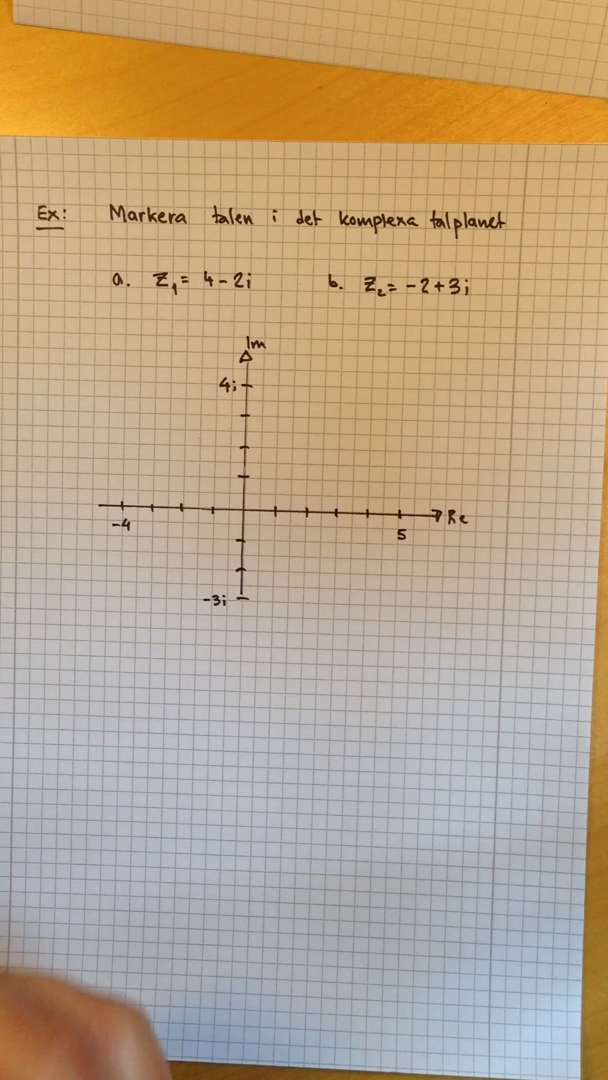 Ex: Markera talen i det komplexa talplanet
a. z₁= 4-2i b. z₂= -2+3i
Im
4i
Re
-4
5
-3i